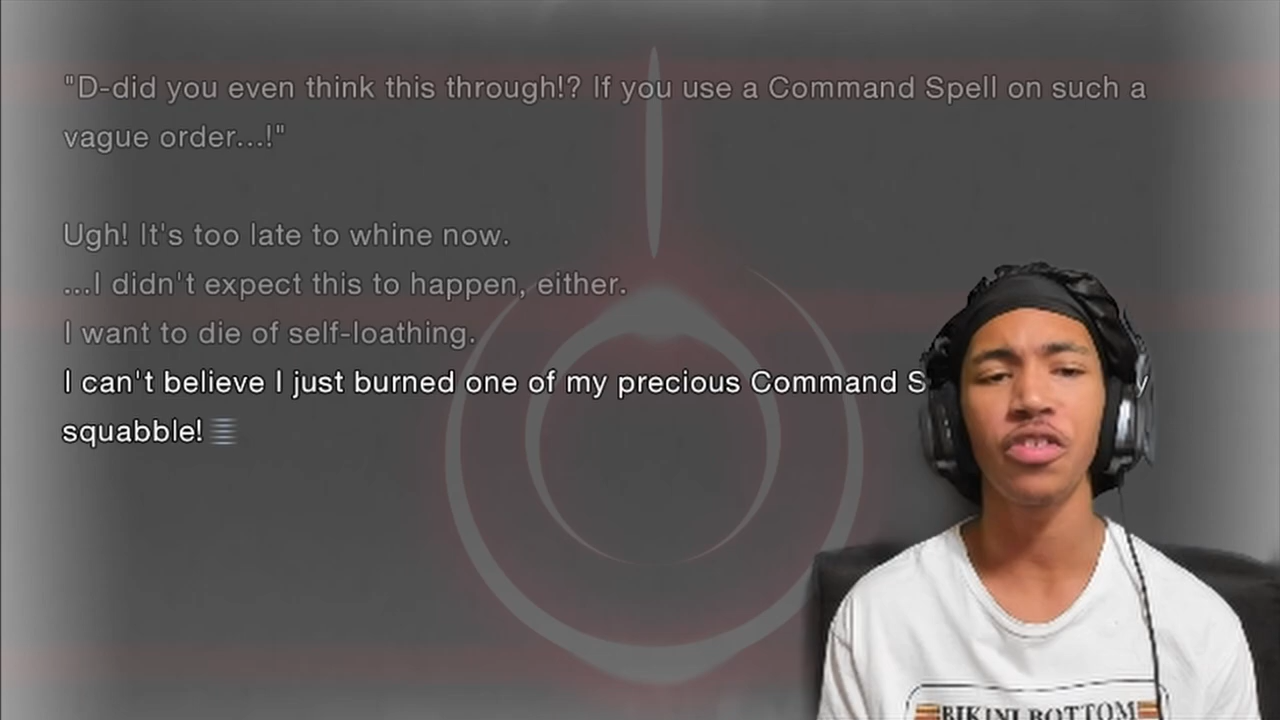 "D-did you even think this through!? If you use a Command Spell on such a
vague order...!"
Ugh! It's too late to whine now.
...I didn't expect this to happen, either.
I want to die of self-loathing.
I can't believe I just burned one of my precious Command
squabble!
BIKINI BOTTOM